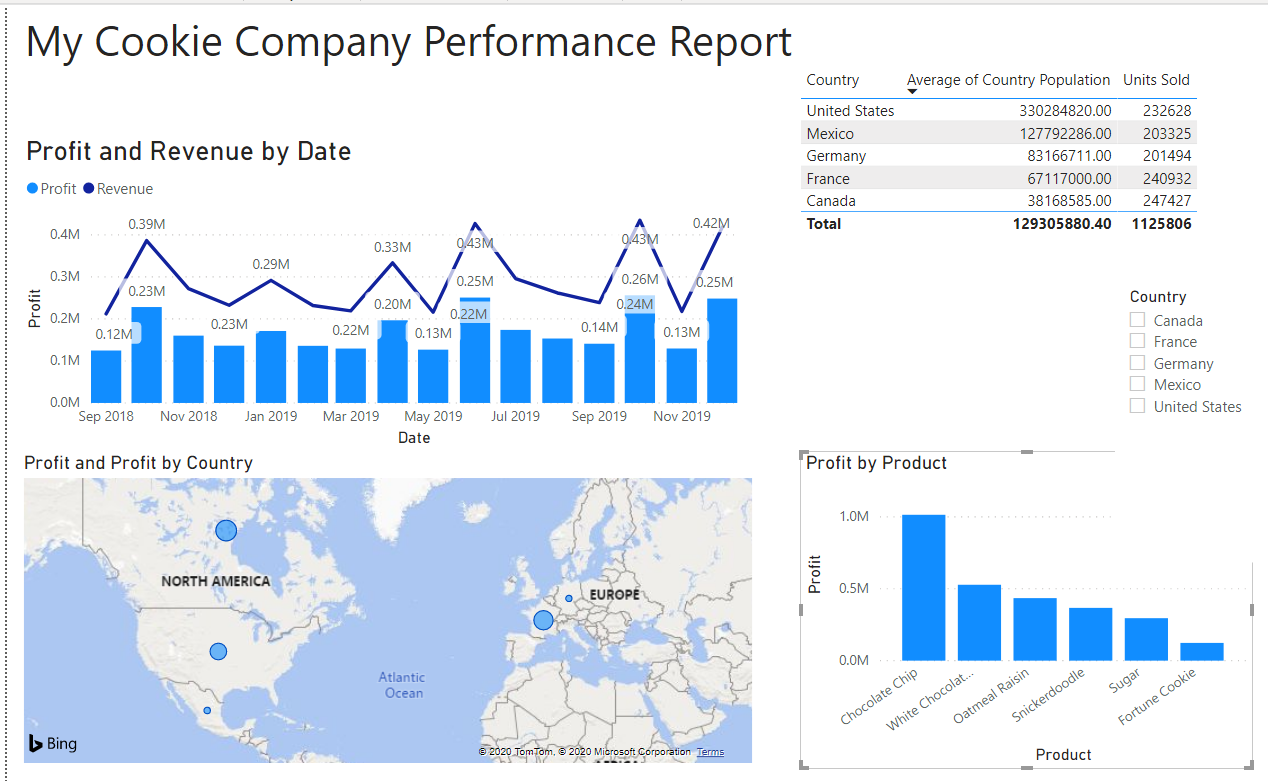 My Cookie Company Performance Report
Country Average of Country Population Units Sold
United States 330284820.00 232628
Mexico 127792286.00 203325
Germany 83166711.00 201494
France 67117000.00 240932
Canada 38168585.00 247427
Total 129305880.40 1125806
Profit and Revenue by Date
Profit Revenue
Profit
0.4M
0.3M
0.2M
0.1M
0.0M
0.39M
0.29M
0.33M
0.43M
0.43M
0.42M
0.23M
0.20M
0.25M
0.26M
0.25M
0.12M
0.23M
0.22M
0.13M
0.22M
0.14M
0.24M
0.13M
Sep 2018 Nov 2018 Jan 2019 Mar 2019 May 2019 Jul 2019 Sep 2019 Nov 2019
Date
Country
Canada
France
Germany
Mexico
United States
Profit and Profit by Country
NORTH AMERICA
EUROPE
Atlantic
Ocean
Bing
© 2020 TomTom, © 2020 Microsoft Corporation Terms
Profit by Product
Profit
1.0M
0.5M
0.0M
Chocolate Chip
White Chocolat...
Oatmeal Raisin
Snickerdoodle
Sugar
Fortune Cookie
Product